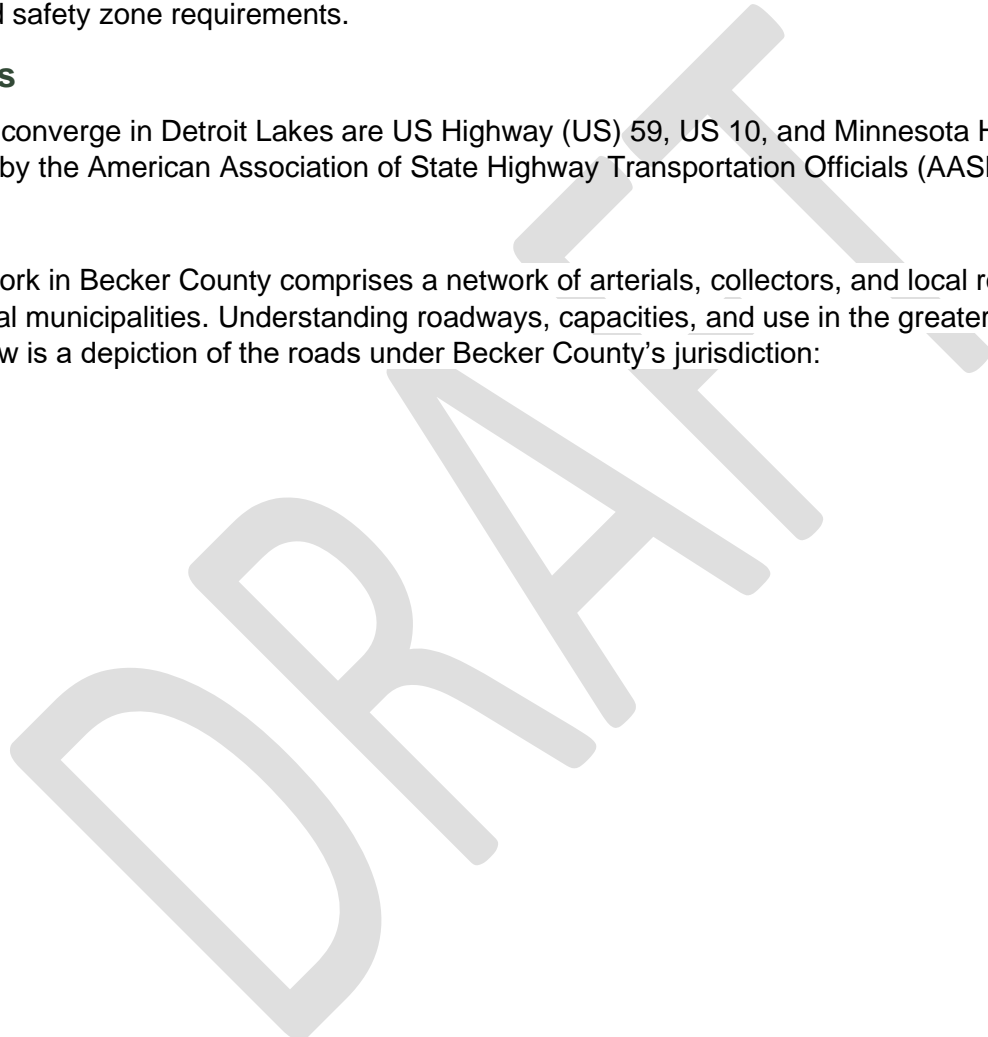 d safety zone requirements.
s
converge in Detroit Lakes are US Highway (US) 59, US 10, and Minnesota H
by the American Association of State Highway Transportation Officials (AASH
ork in Becker County comprises a network of arterials, collectors, and local r
al municipalities. Understanding roadways, capacities, and use in the greater
w is a depiction of the roads under Becker County’s jurisdiction:
DRAFT